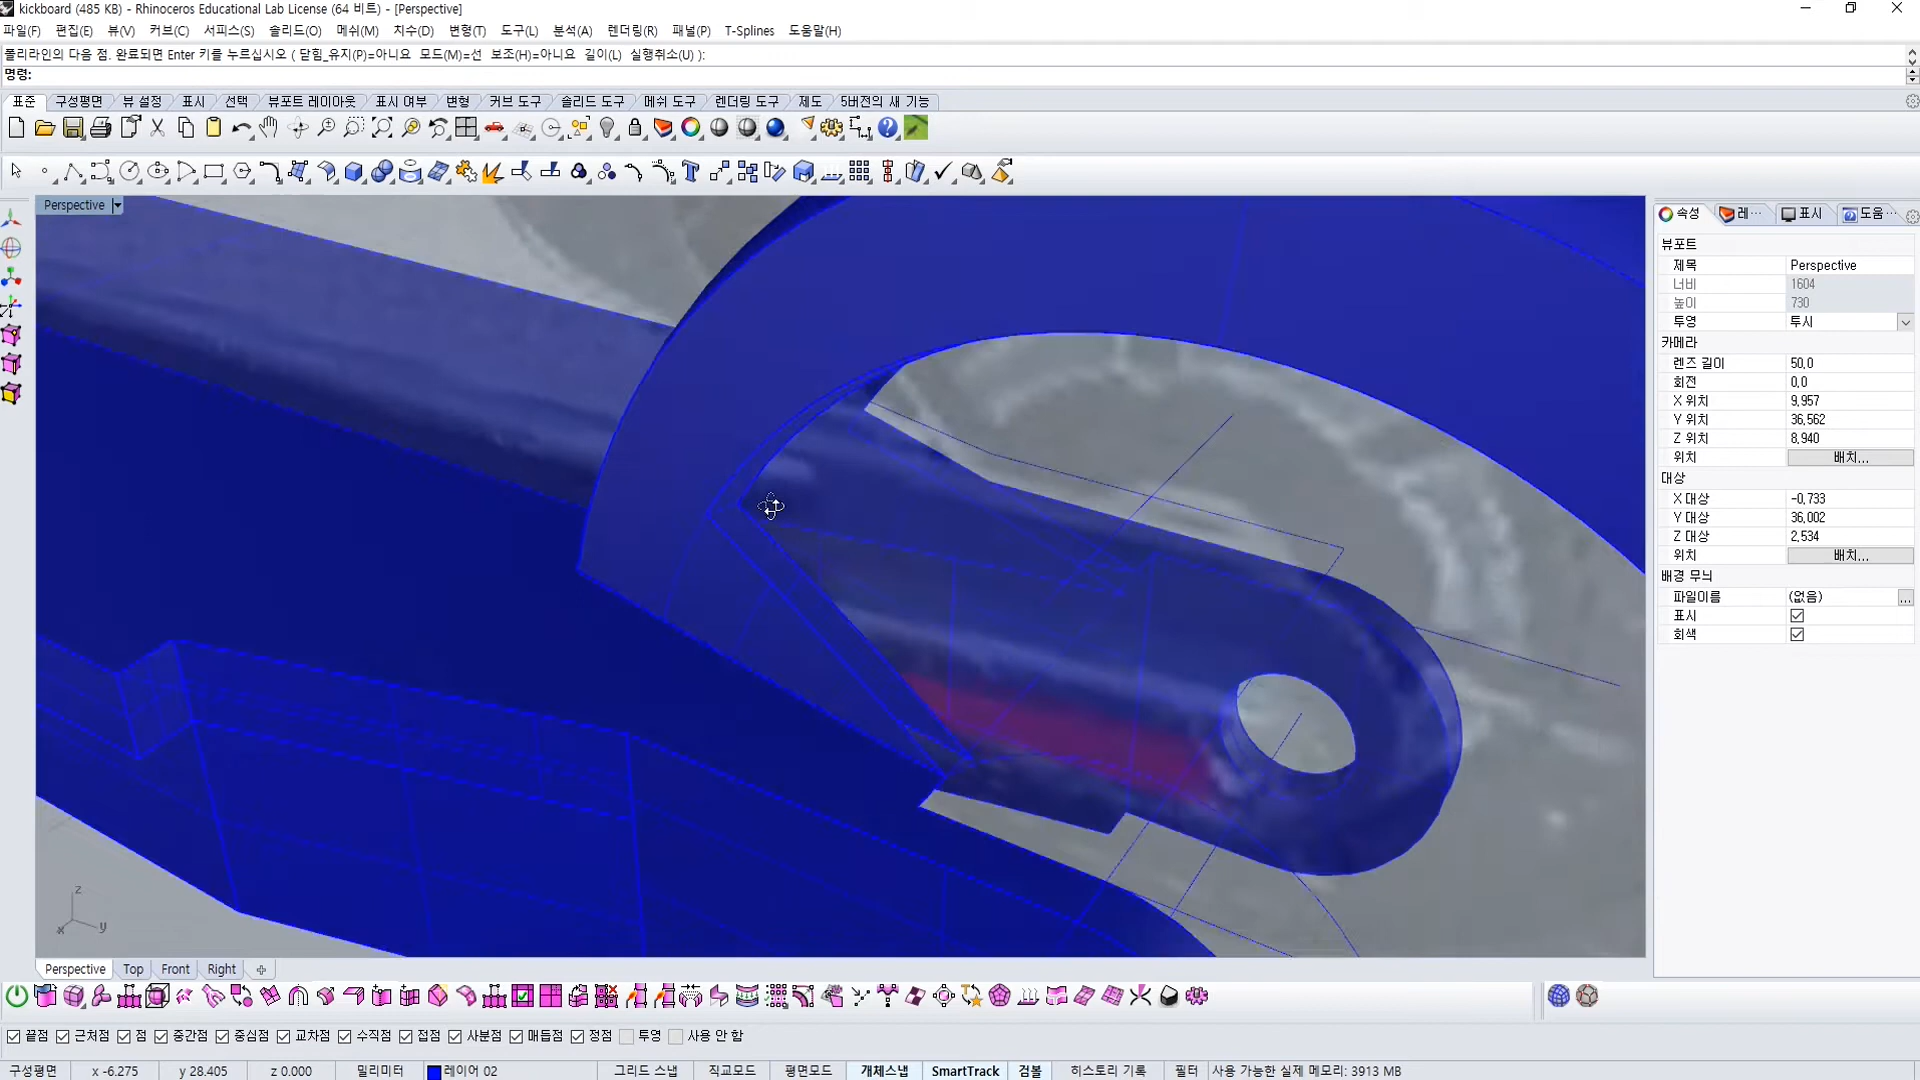 kickboard (485 KB) - Rhinoceros Educational Lab License (64 비트) - [Perspective]
파일(F) 편집(E) 뷰(V) 커브(C) 서피스(S) 솔리드(O) 메쉬(M) 치수(D) 변형(T) 도구(L) 분석(A) 렌더링(R) 패널(P) T-Splines 도움말(H)
폴리라인의 다음 점. 완료되면 Enter 키를 누르십시오 ( 닫힘_유지(P)=아니요 모드(M)=선 보조(H)=아니요 길이(L) 실행취소(U) ):
명령:
표준 구성평면 뷰 설정 표시 선택 뷰포트 레이아웃 표시 여부 변형 커브 도구 솔리드 도구 메쉬 도구 렌더링 도구 제도 5버전의 새 기능
Perspective
속성 레… 표시 도움…
뷰포트
제목 Perspective
너비 1604
높이 730
투영 투시
카메라
렌즈 길이 50,0
회전 0,0
X 위치 9,957
Y 위치 36,562
Z 위치 8,940
위치 배치...
대상
X 대상 -0,733
Y 대상 36,002
Z 대상 2,534
위치 배치...
배경 무늬
파일이름 (없음) ...
표시
회색
z
x y
Perspective Top Front Right
끝점 근처점 점 중간점 중심점 교차점 수직점 접점 사분점 매듭점 정점 투영 사용 안 함
구성평면 x -6.275 y 28.405 z 0.000 밀리미터 레이어 02 그리드 스냅 직교모드 평면모드 개체스냅 SmartTrack 검볼 히스토리 기록 필터 사용 가능한 실제 메모리: 3913 MB